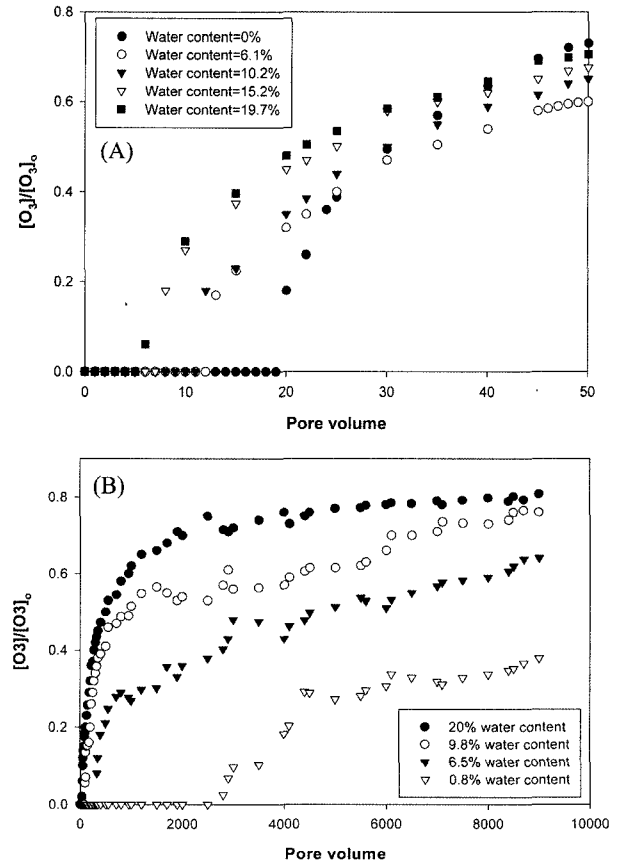 Water content=0%
Water content=6.1%
Water content=10.2%
Water content=15.2%
Water content=19.7%
(A)
0.8
0.6
0.4
0.2
0.0
[O₃]/[O₃]ₒ
0 10 20 30 40 50
Pore volume
(B)
0.8
0.6
0.4
0.2
0.0
[O3]/[O3]ₒ
20% water content
9.8% water content
6.5% water content
0.8% water content
0 2000 4000 6000 8000 10000
Pore volume